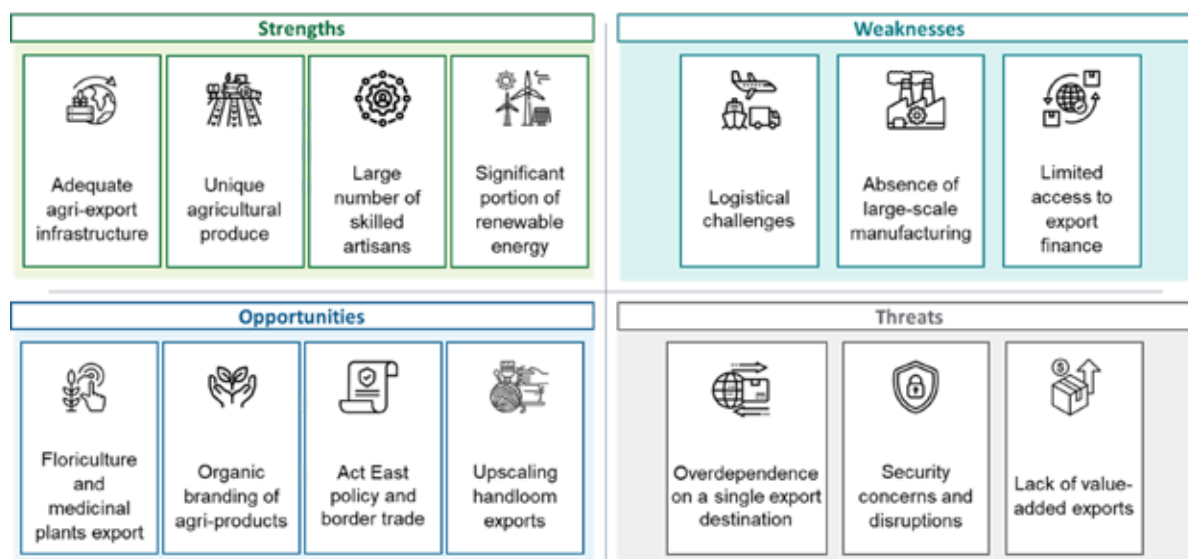 Strengths
Adequate
agri-export
infrastructure
Unique
agricultural
produce
Large
number of
skilled
artisans
Significant
portion of
renewable
energy
Weaknesses
Logistical
challenges
Absence of
large-scale
manufacturing
Limited
access to
export
finance
Opportunities
Floriculture
and
medicinal
plants export
Organic
branding of
agri-products
Act East
policy and
border trade
Upscaling
handloom
exports
Threats
Overdependence
on a single export
destination
Security
concerns and
disruptions
Lack of value-
added exports